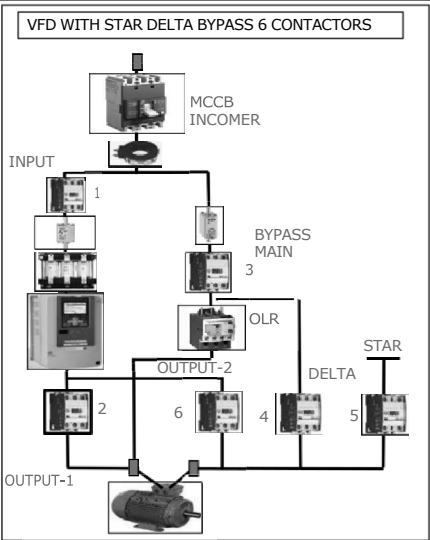 VFD WITH STAR DELTA BYPASS 6 CONTACTORS
MCCB
INCOMER
INPUT
1
BYPASS
MAIN
3
OLR
STAR
OUTPUT-2
DELTA
2
6
4
5
OUTPUT-1